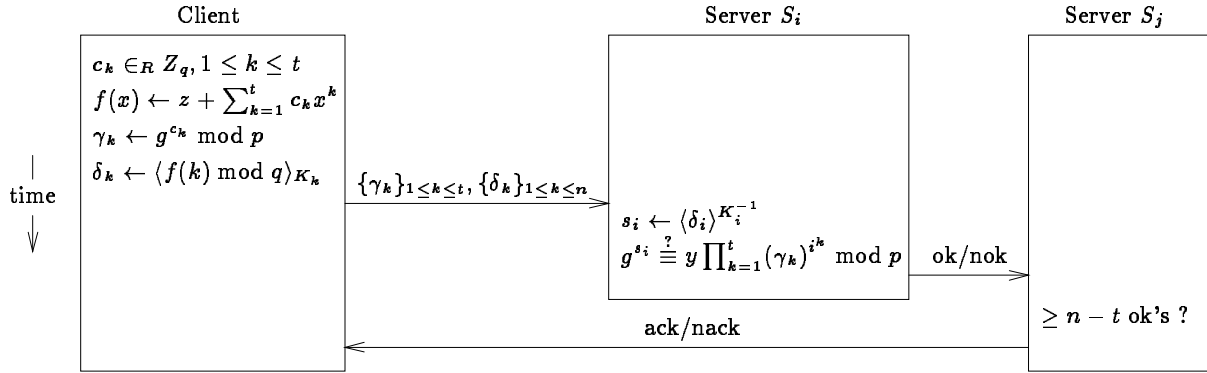 Client
Server S_i
Server S_j
c_k ∈_R Z_q, 1 ≤ k ≤ t
f(x) ← z + ∑_{k=1}^{t} c_k x^k
γ_k ← g^{c_k} mod p
δ_k ← ⟨f(k) mod q⟩_{K_k}
time
{γ_k}_{1≤k≤t}, {δ_k}_{1≤k≤n}
s_i ← ⟨δ_i⟩^{K_i^{-1}}
g^{s_i} ≡^? y ∏_{k=1}^{t} (γ_k)^{i^k} mod p
ok/nok
≥ n − t ok's ?
ack/nack